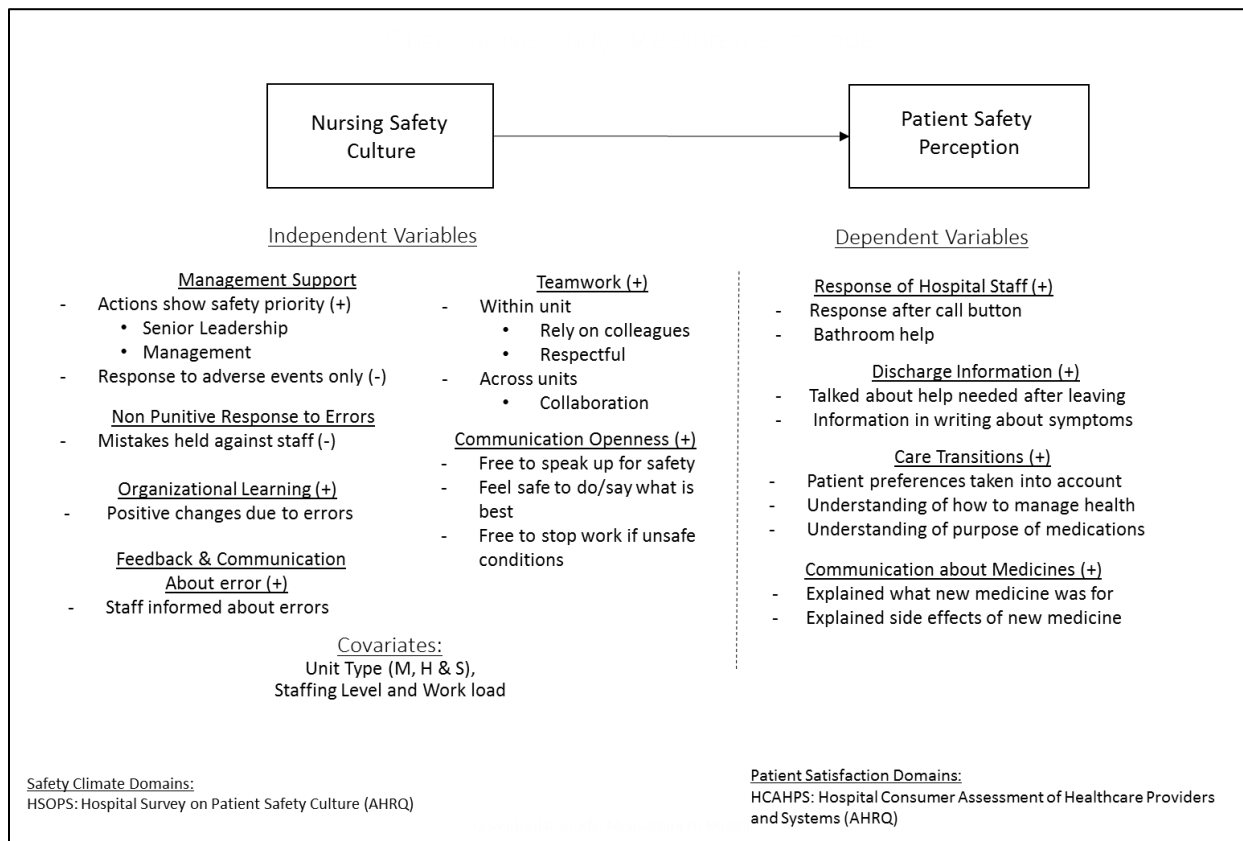 Nursing Safety
Culture
Patient Safety
Perception
Independent Variables
Management Support
- Actions show safety priority (+)
• Senior Leadership
• Management
- Response to adverse events only (-)
Non Punitive Response to Errors
- Mistakes held against staff (-)
Organizational Learning (+)
- Positive changes due to errors
Feedback & Communication
About error (+)
- Staff informed about errors
Teamwork (+)
- Within unit
• Rely on colleagues
• Respectful
- Across units
• Collaboration
Communication Openness (+)
- Free to speak up for safety
- Feel safe to do/say what is
best
- Free to stop work if unsafe
conditions
Covariates:
Unit Type (M, H & S),
Staffing Level and Work load
Dependent Variables
Response of Hospital Staff (+)
- Response after call button
- Bathroom help
Discharge Information (+)
- Talked about help needed after leaving
- Information in writing about symptoms
Care Transitions (+)
- Patient preferences taken into account
- Understanding of how to manage health
- Understanding of purpose of medications
Communication about Medicines (+)
- Explained what new medicine was for
- Explained side effects of new medicine
Safety Climate Domains:
HSOPS: Hospital Survey on Patient Safety Culture (AHRQ)
Patient Satisfaction Domains:
HCAHPS: Hospital Consumer Assessment of Healthcare Providers
and Systems (AHRQ)